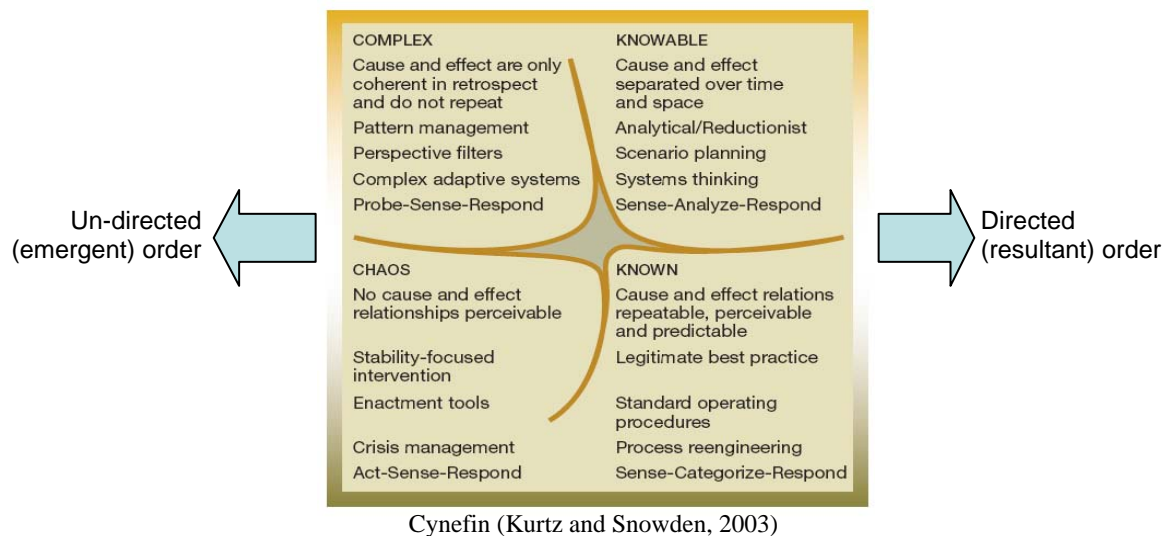 COMPLEX
Cause and effect are only
coherent in retrospect
and do not repeat
Pattern management
Perspective filters
Complex adaptive systems
Probe-Sense-Respond
KNOWABLE
Cause and effect
separated over time
and space
Analytical/Reductionist
Scenario planning
Systems thinking
Sense-Analyze-Respond
Un-directed
(emergent) order
Directed
(resultant) order
CHAOS
No cause and effect
relationships perceivable
Stability-focused
intervention
Enactment tools
Crisis management
Act-Sense-Respond
KNOWN
Cause and effect relations
repeatable, perceivable
and predictable
Legitimate best practice
Standard operating
procedures
Process reengineering
Sense-Categorize-Respond
Cynefin (Kurtz and Snowden, 2003)